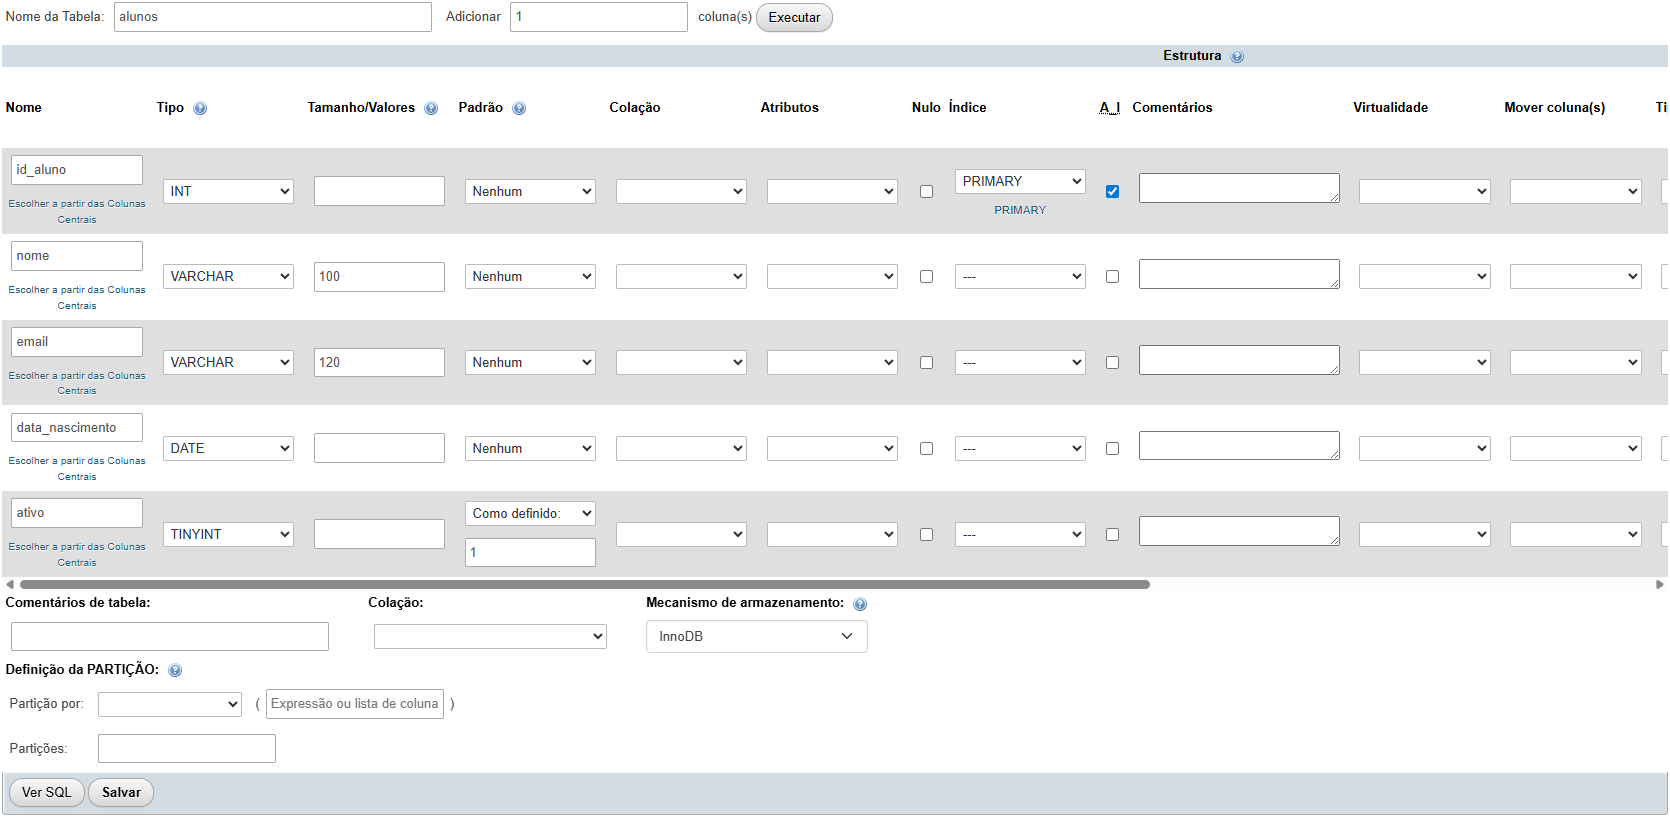 Nome da Tabela: alunos Adicionar 1 coluna(s) Executar
Estrutura
Nome Tipo Tamanho/Valores Padrão Colação Atributos Nulo Índice A_I Comentários Virtualidade Mover coluna(s) Ti
id_aluno
INT Nenhum PRIMARY
Escolher a partir das Colunas
Centrais
PRIMARY
nome
VARCHAR 100 Nenhum ---
Escolher a partir das Colunas
Centrais
email
VARCHAR 120 Nenhum ---
Escolher a partir das Colunas
Centrais
data_nascimento
DATE Nenhum ---
Escolher a partir das Colunas
Centrais
ativo
Como definido:
TINYINT ---
Escolher a partir das Colunas
Centrais
1
Comentários de tabela: Colação: Mecanismo de armazenamento:
InnoDB
Definição da PARTIÇÃO:
Partição por: ( Expressão ou lista de coluna )
Partições:
Ver SQL Salvar